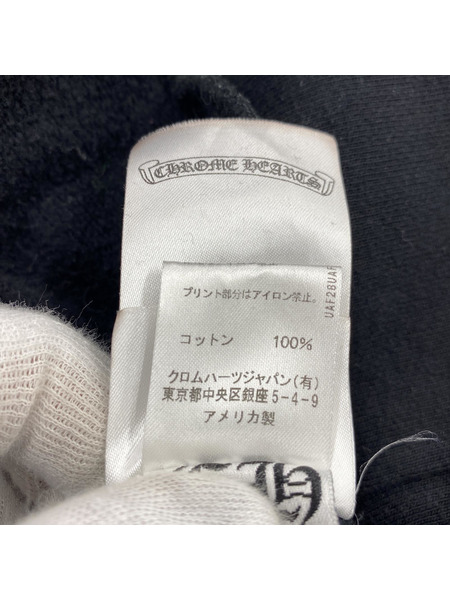 CHROME HEARTS
プリント部分はアイロン禁止。
コットン 100%
クロムハーツジャパン(有)
東京都中央区銀座5-4-9
アメリカ製